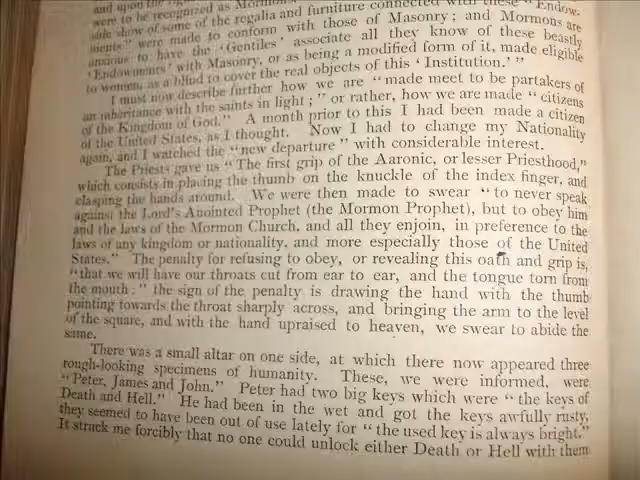 and upon the
were to be recognized as Mormons
side show of some of the regalia and furniture connected with these "Endow-
ments" were made to conform with those of Masonry; and Mormons are
anxious to have the 'Gentiles' associate all they know of these beastly
'Endowments' with Masonry, or as being a modified form of it, made eligible
to women, as a blind to cover the real objects of this 'Institution.'"
I must now describe further how we are "made meet to be partakers of
an inheritance with the saints in light;" or rather, how we are made "citizens
of the Kingdom of God." A month prior to this I had been made a citizen
of the United States, as I thought. Now I had to change my Nationality
again, and I watched the "new departure" with considerable interest.
The Priests gave us "The first grip of the Aaronic, or lesser Priesthood,"
which consists in placing the thumb on the knuckle of the index finger, and
clasping the hands around. We were then made to swear "to never speak
against the Lord's Anointed Prophet (the Mormon Prophet), but to obey him
and the laws of the Mormon Church, and all they enjoin, in preference to the
laws of any kingdom or nationality, and more especially those of the United
States." The penalty for refusing to obey, or revealing this oath and grip is,
"that we will have our throats cut from ear to ear, and the tongue torn from
the mouth:" the sign of the penalty is drawing the hand with the thumb
pointing towards the throat sharply across, and bringing the arm to the level
of the square, and with the hand upraised to heaven, we swear to abide the
same.
There was a small altar on one side, at which there now appeared three
rough-looking specimens of humanity. These, we were informed, were
"Peter, James and John." Peter had two big keys which were "the keys of
Death and Hell." He had been in the wet and got the keys awfully rusty,
they seemed to have been out of use lately for "the used key is always bright."
It struck me forcibly that no one could unlock either Death or Hell with them